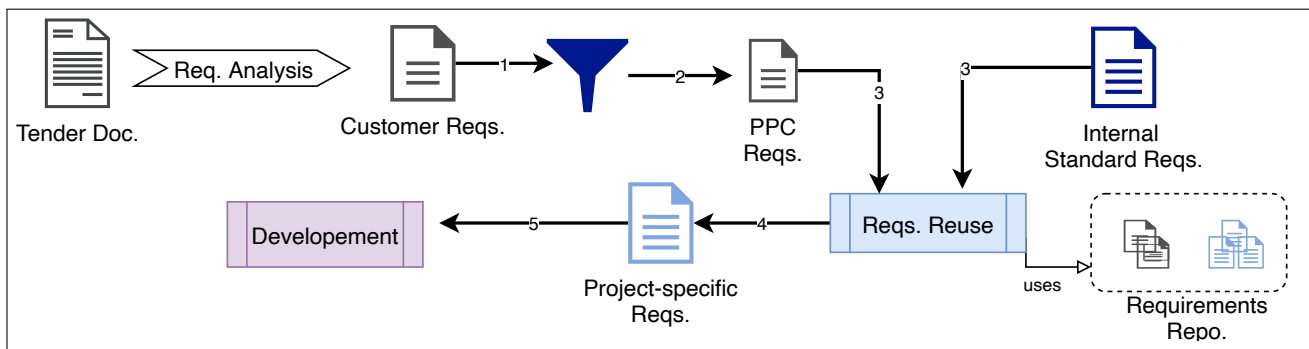 Req. Analysis
1
2
3
3
Tender Doc.
Customer Reqs.
PPC
Reqs.
Internal
Standard Reqs.
Developement
5
4
Reqs. Reuse
Project-specific
Reqs.
uses
Requirements
Repo.